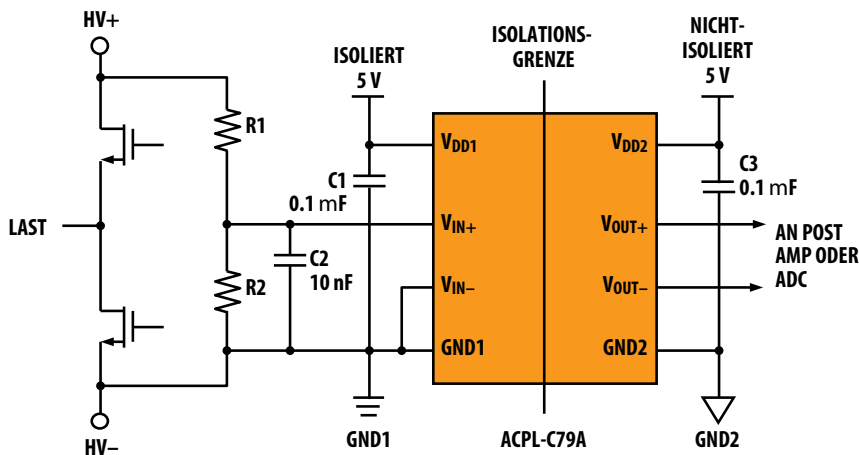 HV+
ISOLIERT
5 V
ISOLATIONS-
GRENZE
NICHT-
ISOLIERT
5 V
R1
C1
0.1 mF
VDD1
VDD2
C3
0.1 mF
LAST
VIN+
VOUT+
AN POST
AMP ODER
ADC
C2
10 nF
R2
VIN–
VOUT–
GND1
GND2
GND1
ACPL-C79A
GND2
HV–